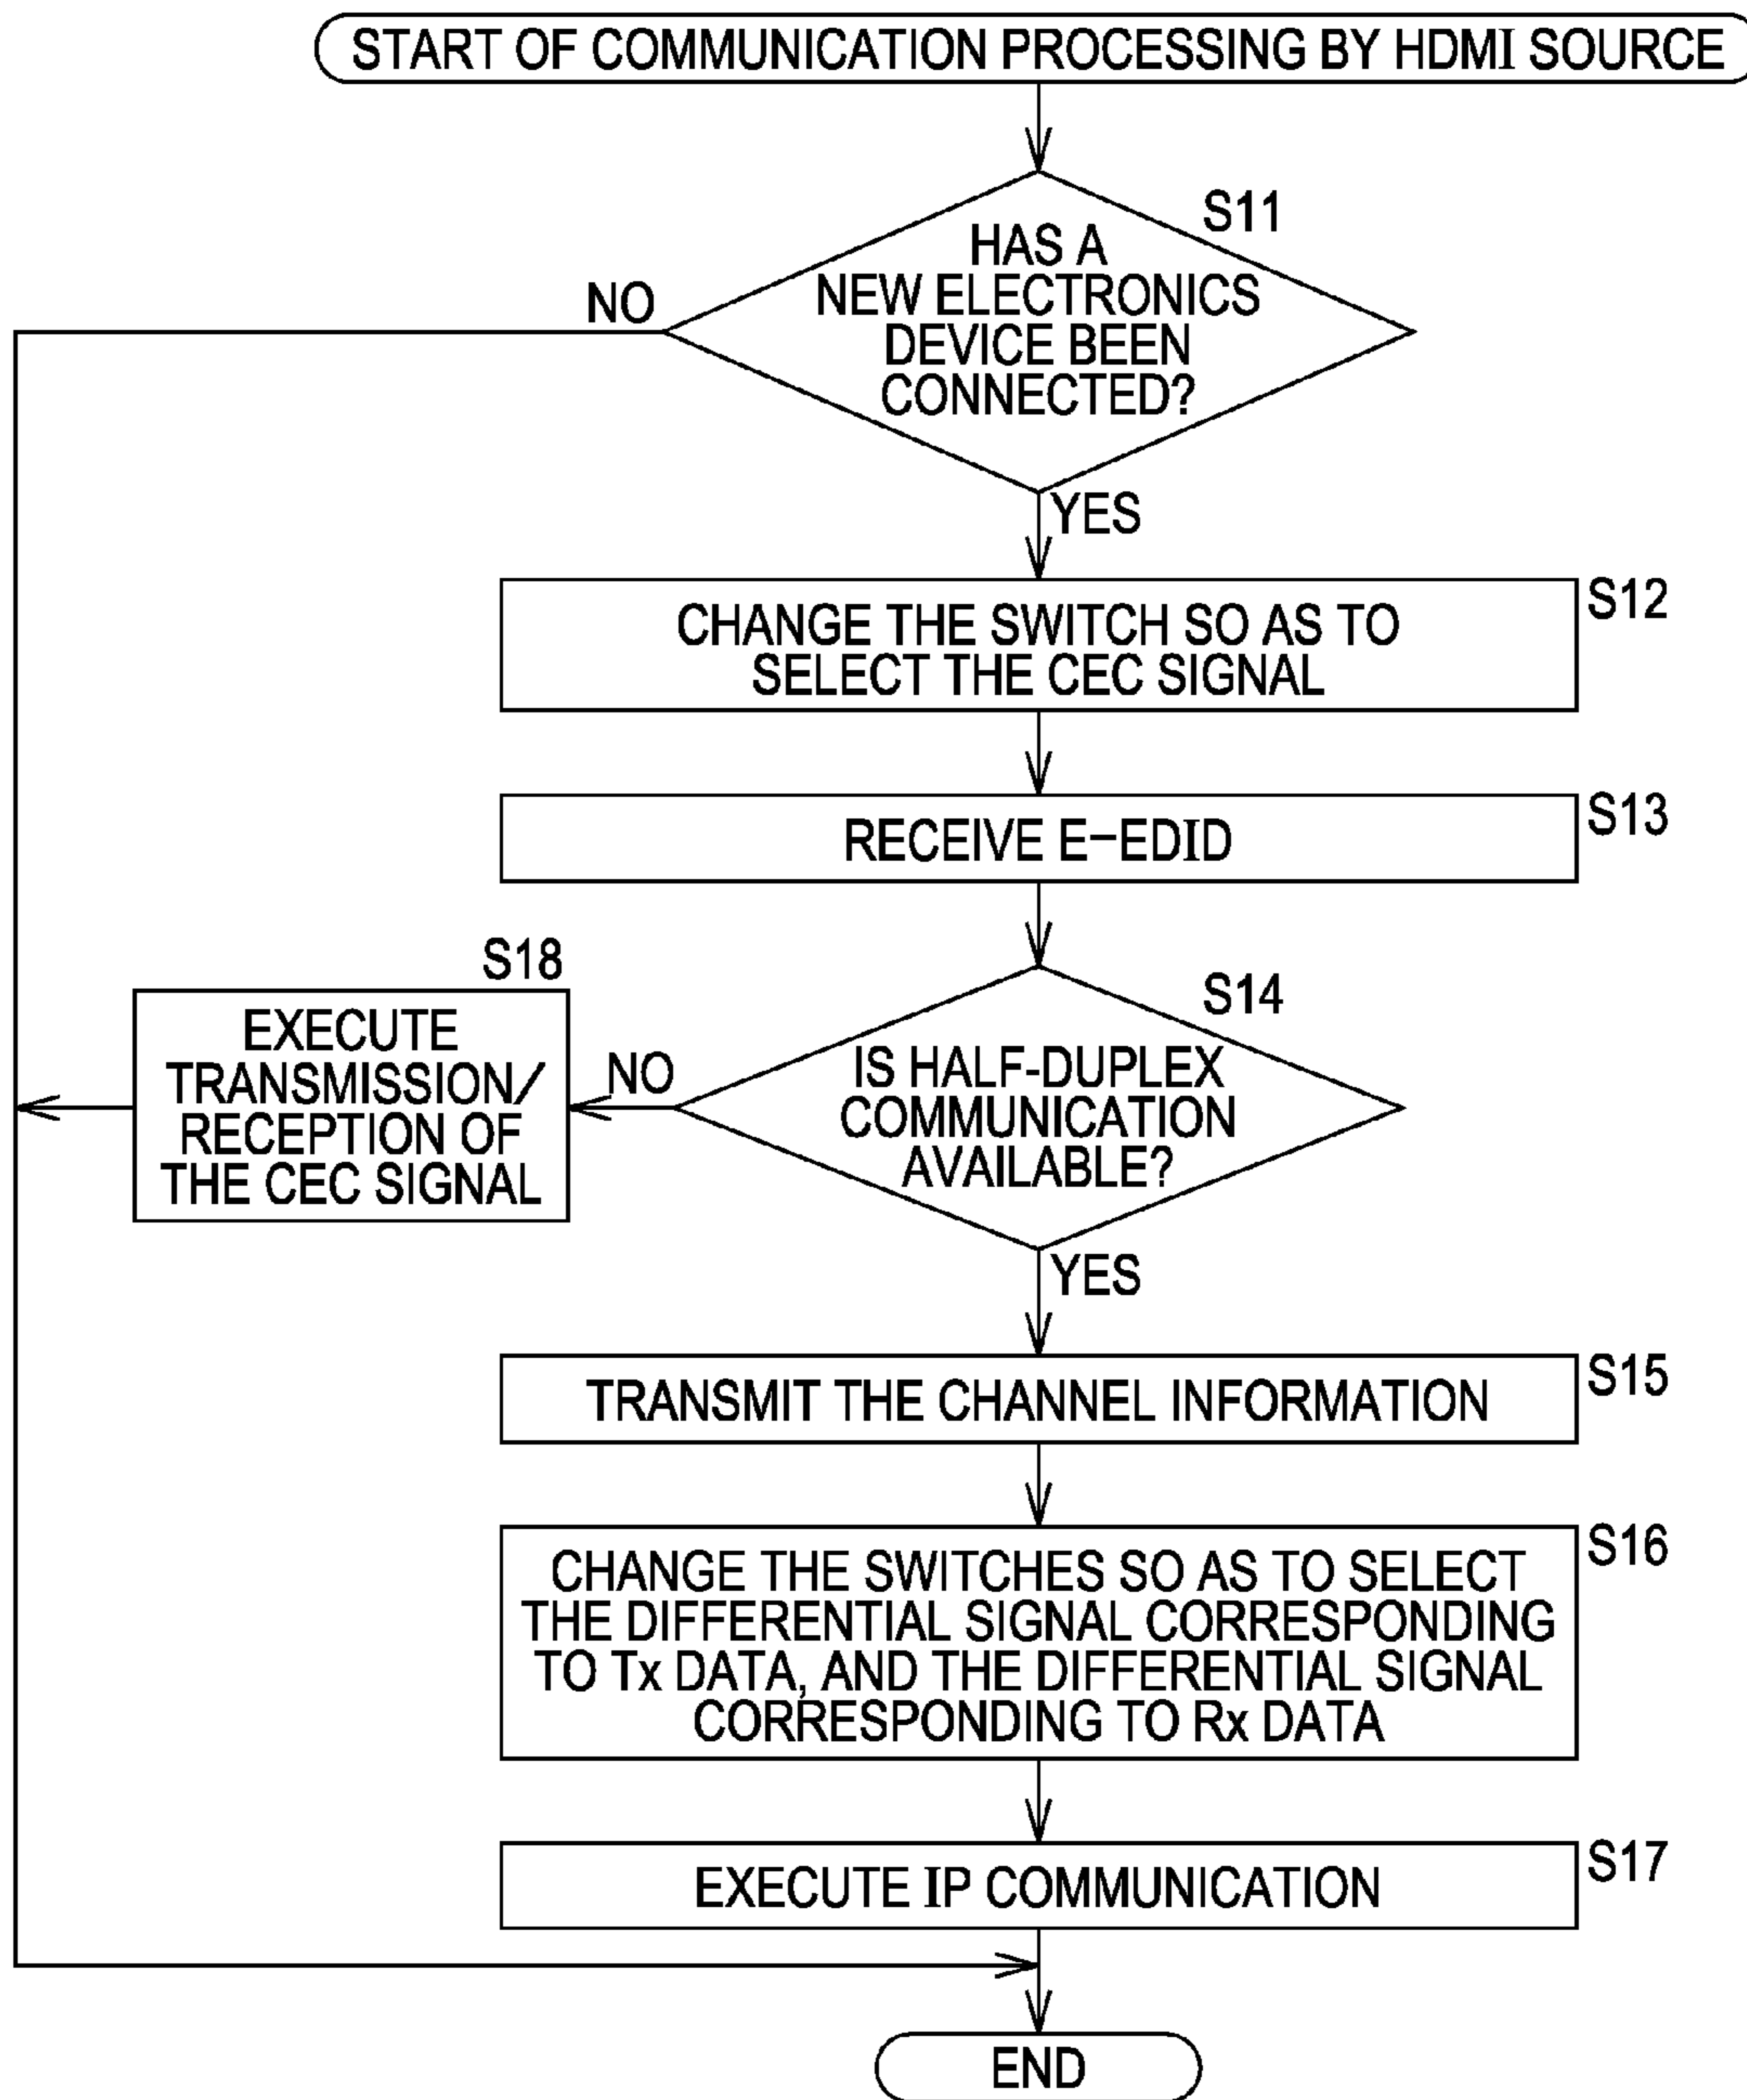 START OF COMMUNICATION PROCESSING BY HDMI SOURCE
S11
HAS A
NEW ELECTRONICS
DEVICE BEEN
CONNECTED?
NO
YES
S12
CHANGE THE SWITCH SO AS TO
SELECT THE CEC SIGNAL
S13
RECEIVE E-EDID
S14
IS HALF-DUPLEX
COMMUNICATION
AVAILABLE?
NO
S18
EXECUTE
TRANSMISSION/
RECEPTION OF
THE CEC SIGNAL
YES
S15
TRANSMIT THE CHANNEL INFORMATION
S16
CHANGE THE SWITCHES SO AS TO SELECT
THE DIFFERENTIAL SIGNAL CORRESPONDING
TO Tx DATA, AND THE DIFFERENTIAL SIGNAL
CORRESPONDING TO Rx DATA
S17
EXECUTE IP COMMUNICATION
END